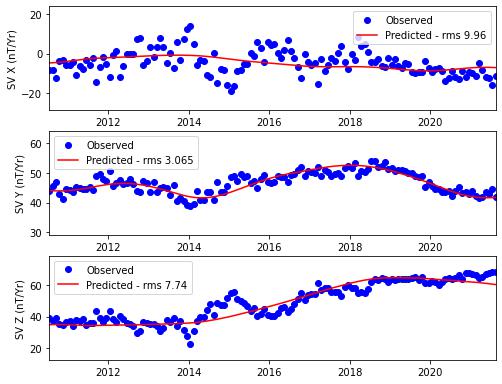 SV X (nT/Yr)
0
−20
Observed
Predicted - rms 9.96
2012
2014
2016
2018
2020
SV Y (nT/Yr)
60
50
40
30
Observed
Predicted - rms 3.065
2012
2014
2016
2018
2020
SV Z (nT/Yr)
60
40
20
Observed
Predicted - rms 7.74
2012
2014
2016
2018
2020